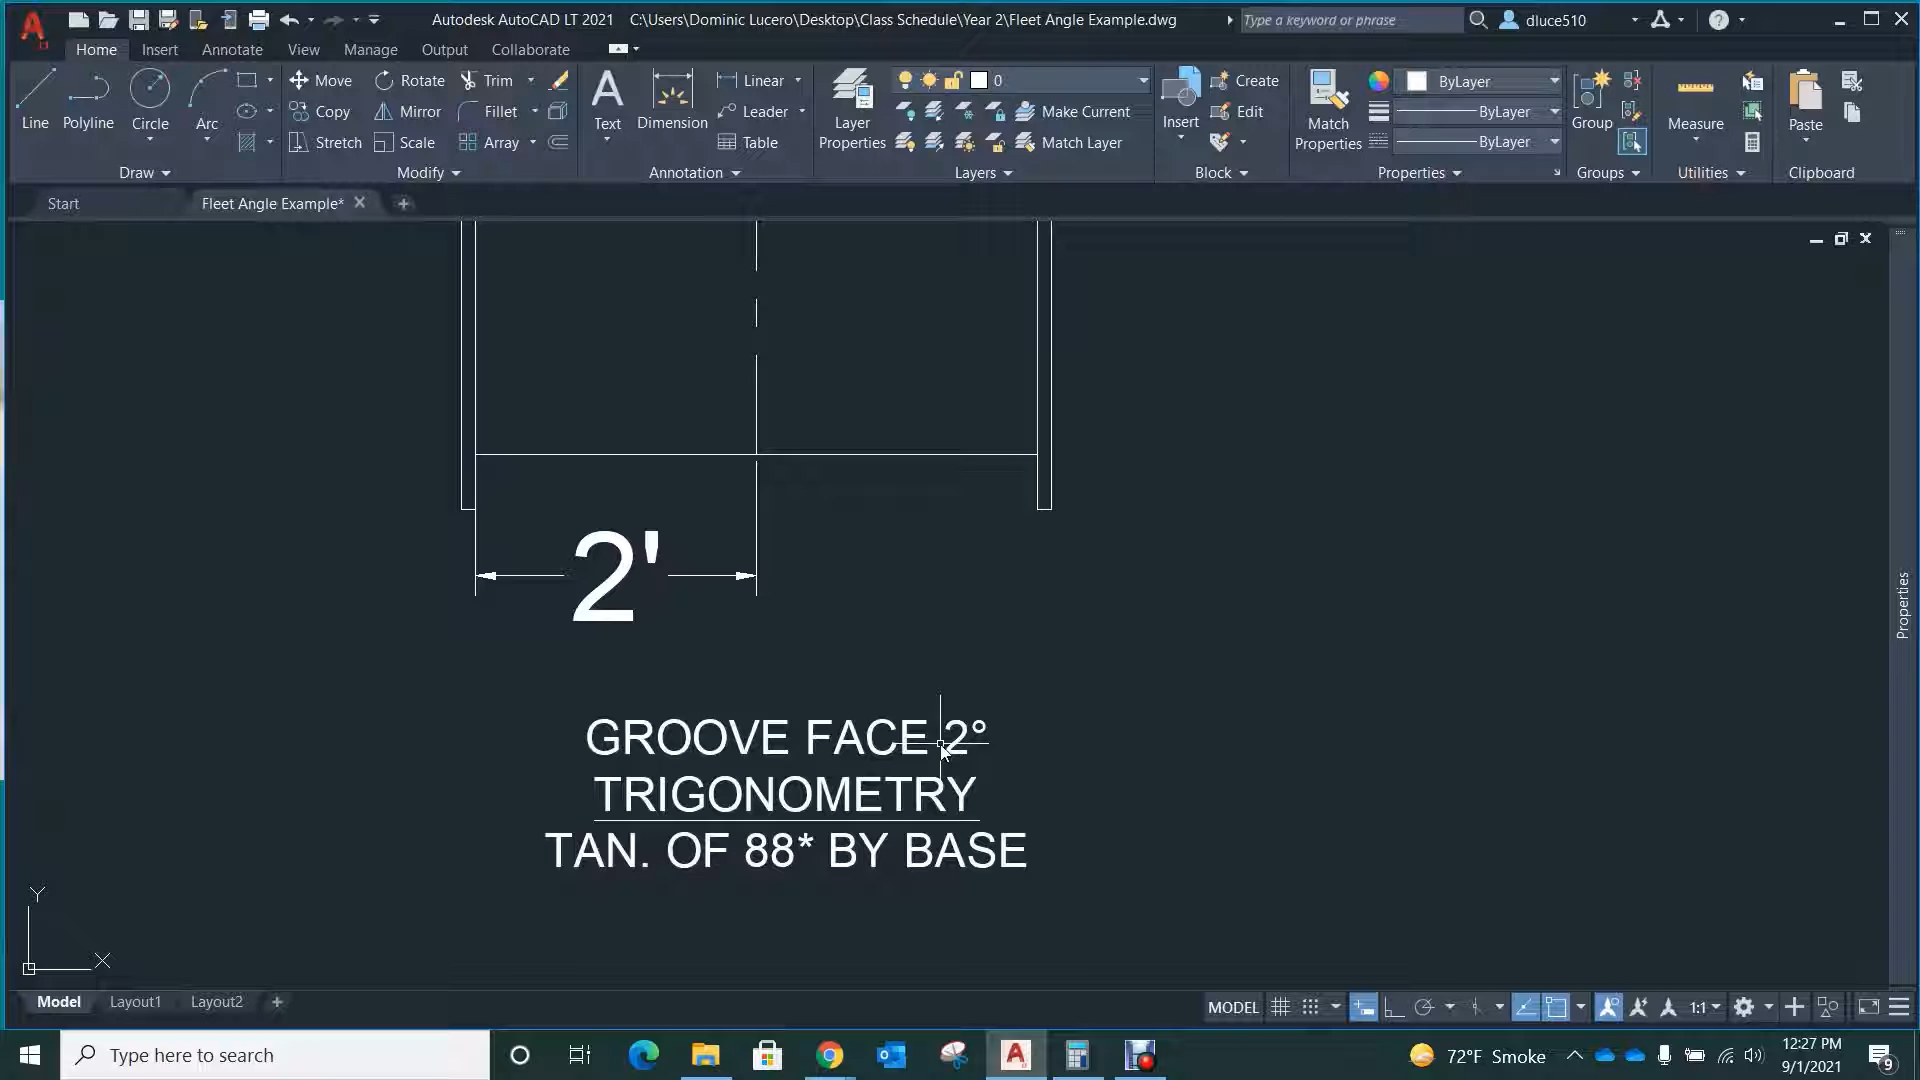 Autodesk AutoCAD LT 2021 C:\Users\Dominic Lucero\Desktop\Class Schedule\Year 2\Fleet Angle Example.dwg
Type a keyword or phrase
dluce510
Home Insert Annotate View Manage Output Collaborate
Line
Polyline
Circle
Arc
Draw
Move
Rotate
Trim
Copy
Mirror
Fillet
Stretch
Scale
Array
Modify
Text
Dimension
Linear
Leader
Table
Annotation
Layer
Properties
0
Make Current
Match Layer
Layers
Insert
Create
Edit
Block
Match
Properties
ByLayer
ByLayer
ByLayer
Properties
Group
Groups
Measure
Utilities
Paste
Clipboard
Start
Fleet Angle Example*
2'
GROOVE FACE 2°
TRIGONOMETRY
TAN. OF 88* BY BASE
Properties
Y
X
Model Layout1 Layout2
MODEL
1:1
Type here to search
72°F Smoke
12:27 PM
9/1/2021
9